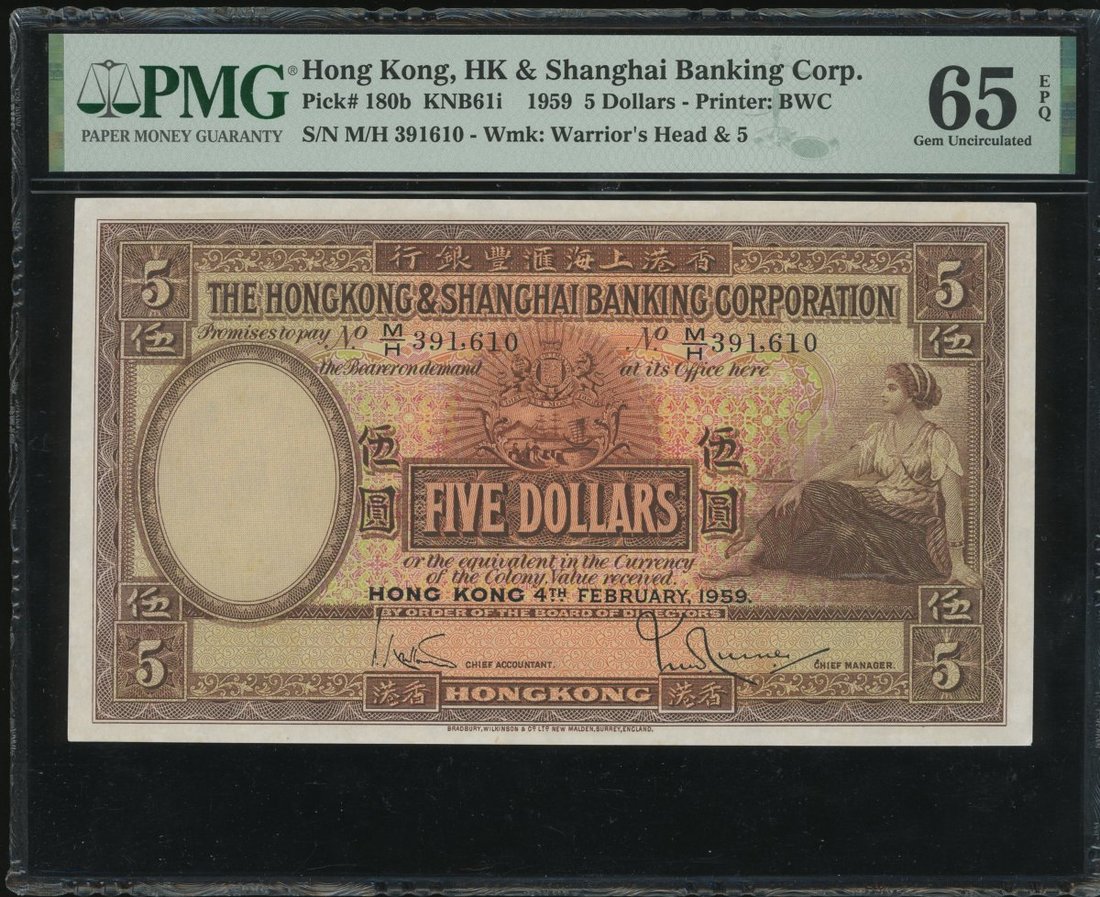 PMG® Hong Kong, HK & Shanghai Banking Corp.
Pick# 180b KNB61i 1959 5 Dollars - Printer: BWC
PAPER MONEY GUARANTY S/N M/H 391610 - Wmk: Warrior's Head & 5
65 EPQ
Gem Uncirculated
行銀豐滙海上港香
5 5
THE HONGKONG & SHANGHAI BANKING CORPORATION
伍 伍
Promises to pay No M/H 391,610 No M/H 391,610
the Bearer on demand at its Office here
伍圓 伍圓
FIVE DOLLARS
or the equivalent in the Currency
of the Colony, Value received.
HONG KONG 4TH FEBRUARY, 1959.
伍 伍
BY ORDER OF THE BOARD OF DIRECTORS
5 5
CHIEF ACCOUNTANT. CHIEF MANAGER.
港香 HONGKONG 港香
BRADBURY, WILKINSON & Co LTD NEW MALDEN, SURREY, ENGLAND.